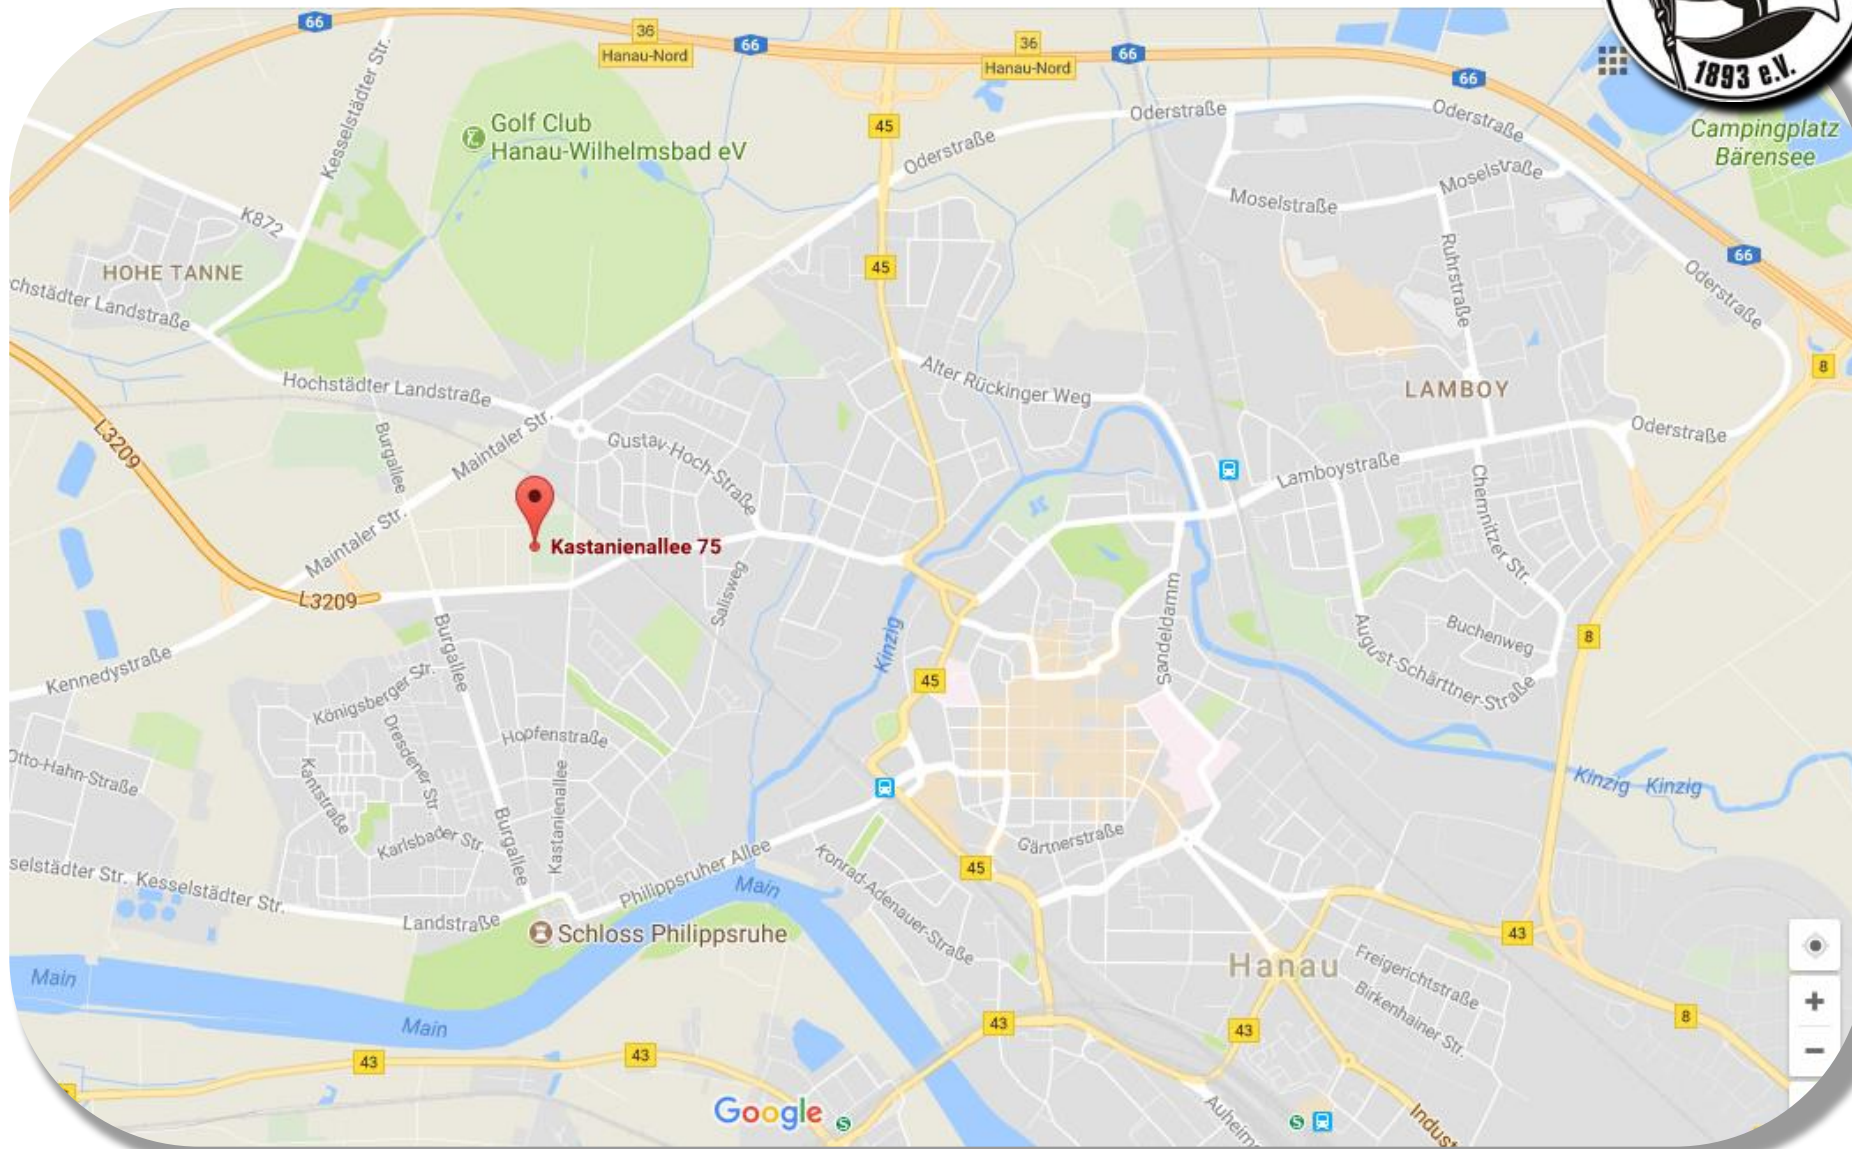 66
36
Hanau-Nord
66
36
Hanau-Nord
66
66
1893 e.V.
Kesselstädter Str.
Golf Club
Hanau-Wilhelmsbad eV
45
Oderstraße
Oderstraße
Oderstraße
Campingplatz
Bärensee
Moselstraße
Moselstraße
K872
HOHE TANNE
45
Ruhrstraße
66
Oderstraße
chstädter Landstraße
Hochstädter Landstraße
Alter Rückinger Weg
LAMBOY
8
L3209
Burgallee
Maintaler Str.
Gustav-Hoch-Straße
Oderstraße
Lamboystraße
Chemnitzer Str.
Maintaler Str.
Kastanienallee 75
L3209
Salisweg
Kinzig
Sandeldamm
Burgallee
Kennedystraße
Buchenweg
8
August-Schärttner-Straße
45
Königsberger Str.
Dresdener Str.
Hopfenstraße
Otto-Hahn-Straße
Kantstraße
Kastanienallee
Kinzig
Kinzig
Burgallee
Karlsbader Str.
Gärtnerstraße
Philippsruher Allee
Konrad-Adenauer-Straße
45
selstädter Str.
Kesselstädter Str.
Main
Landstraße
Schloss Philippsruhe
43
Hanau
Freigerichtstraße
Birkenhainer Str.
Main
Main
43
43
8
43
43
Google
Auheim
Indust